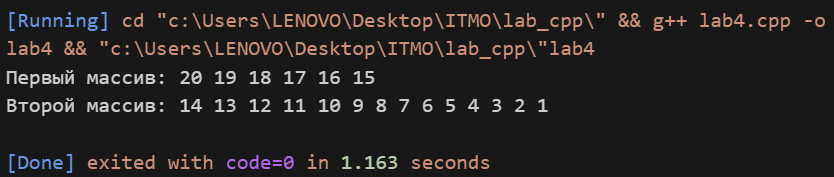 [Running] cd "c:\Users\LENOVO\Desktop\ITMO\lab_cpp\" && g++ lab4.cpp -o
lab4 && "c:\Users\LENOVO\Desktop\ITMO\lab_cpp\"lab4
Первый массив: 20 19 18 17 16 15
Второй массив: 14 13 12 11 10 9 8 7 6 5 4 3 2 1
[Done] exited with code=0 in 1.163 seconds